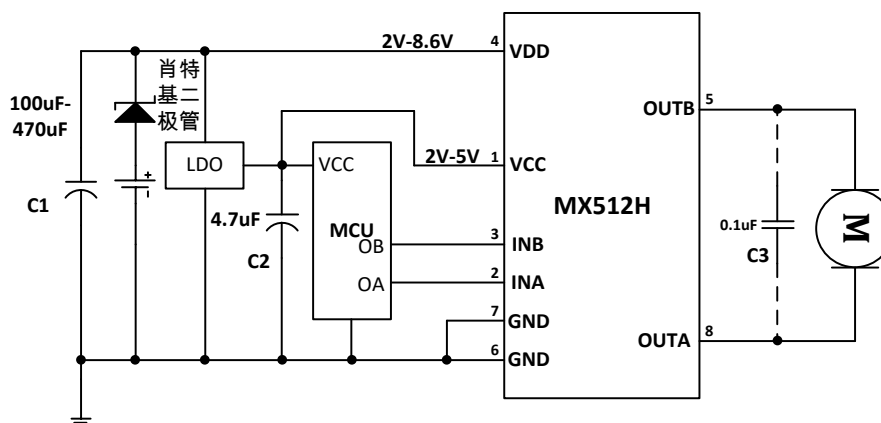 2V-8.6V
4
VDD
肖特
基二
极管
100uF-
470uF
C1
LDO
VCC
2V-5V
1
VCC
OUTB
5
MX512H
4.7uF
C2
MCU
OB
3
INB
OA
2
INA
0.1uF
C3
M
7
GND
6
GND
OUTA
8